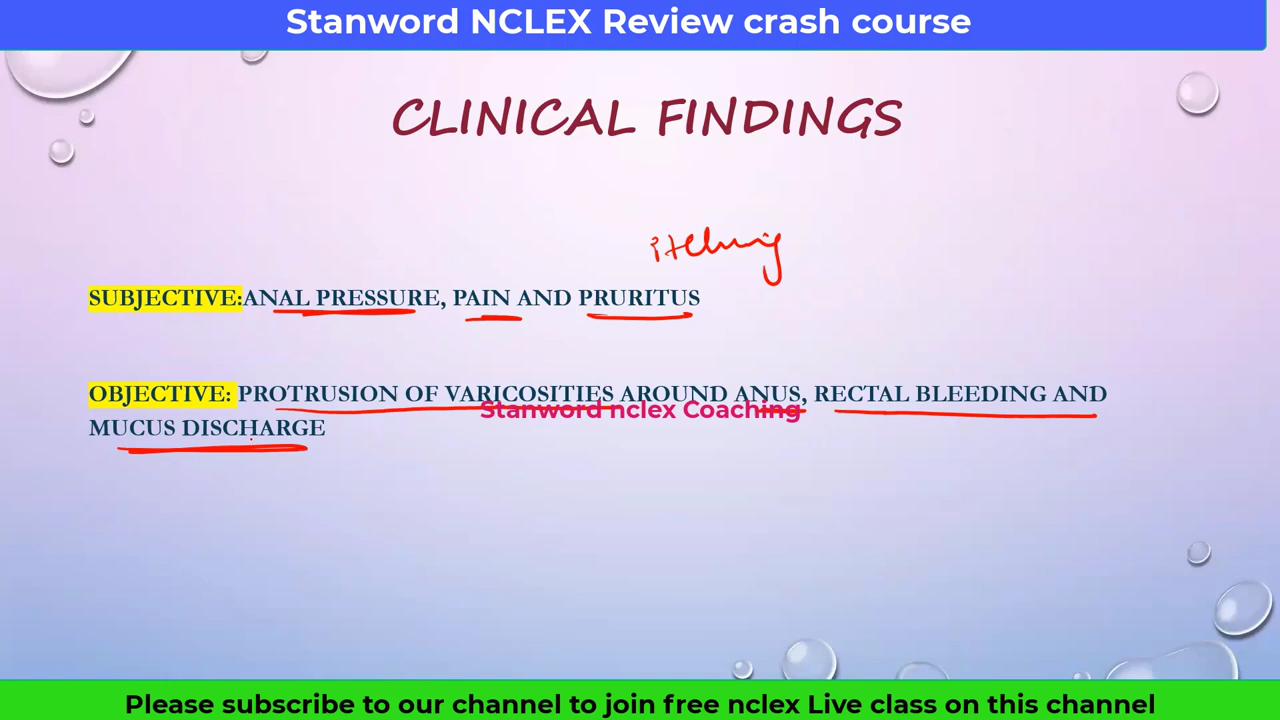 Stanword NCLEX Review crash course
CLINICAL FINDINGS
itching
SUBJECTIVE:ANAL PRESSURE, PAIN AND PRURITUS
OBJECTIVE: PROTRUSION OF VARICOSITIES AROUND ANUS, RECTAL BLEEDING AND
Stanword nclex Coaching
MUCUS DISCHARGE
Please subscribe to our channel to join free nclex Live class on this channel